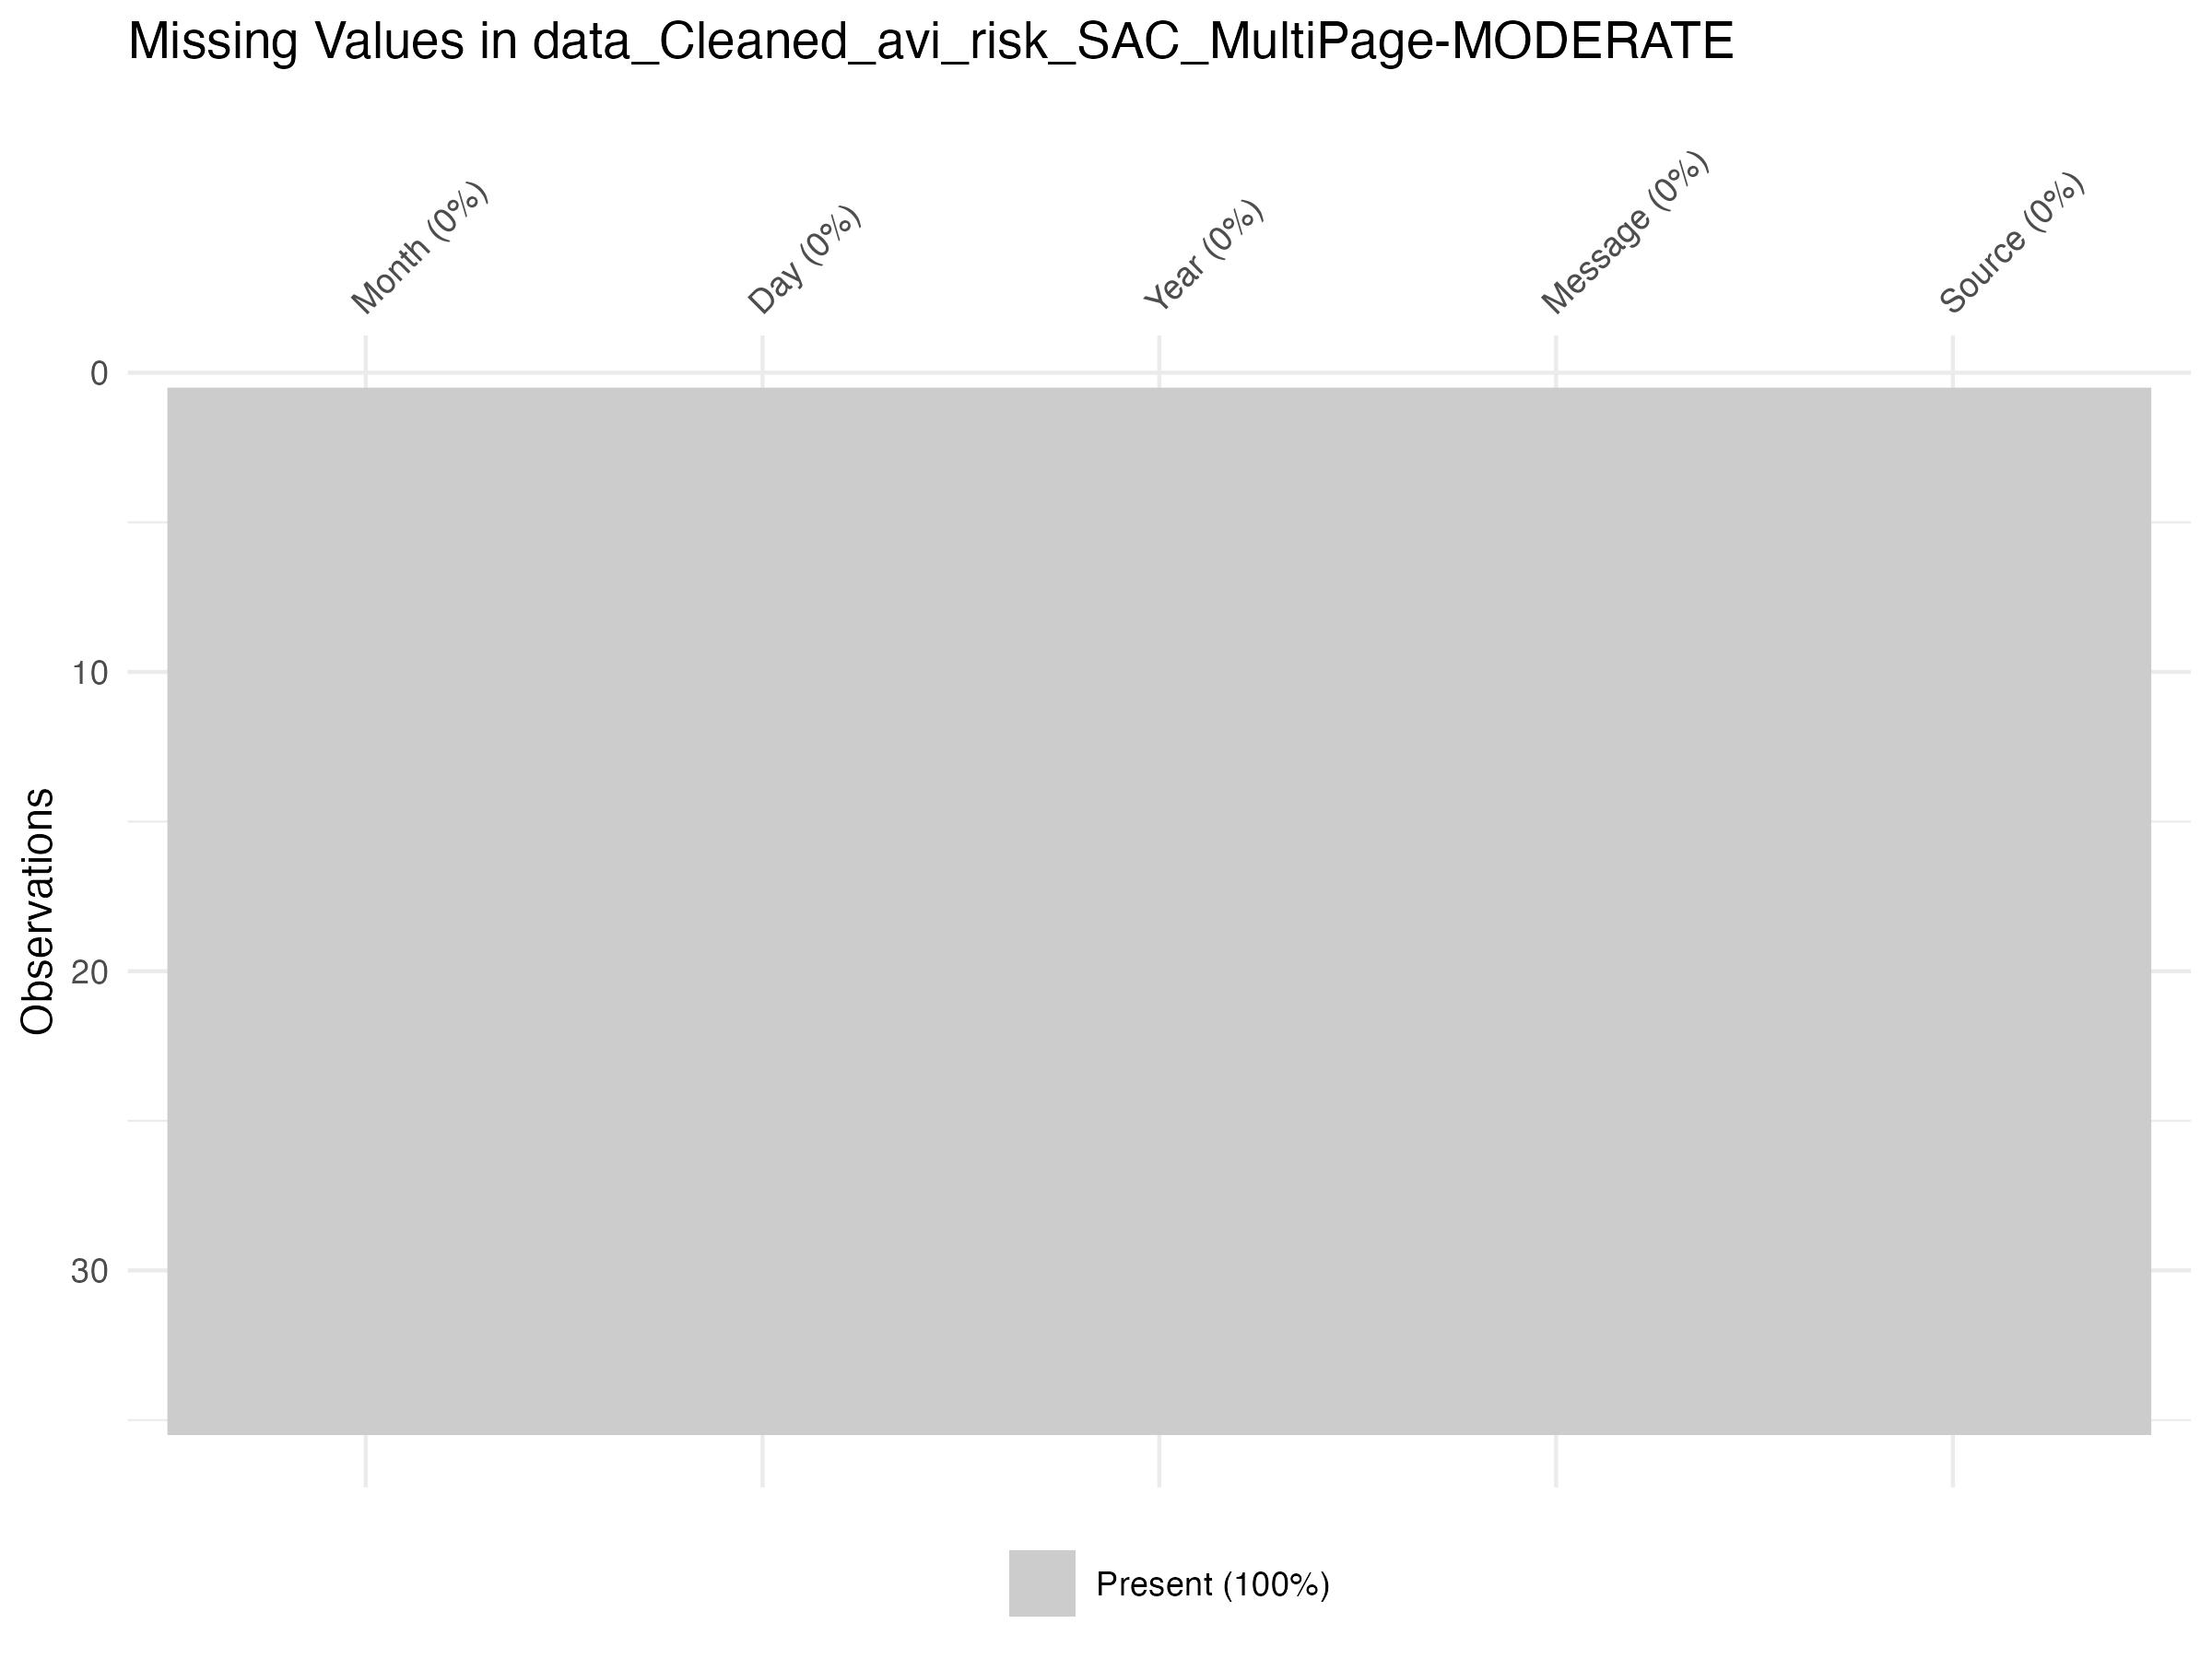 Missing Values in data_Cleaned_avi_risk_SAC_MultiPage-MODERATE
Month (0%)
Day (0%)
Year (0%)
Message (0%)
Source (0%)
0
10
20
30
Observations
Present (100%)